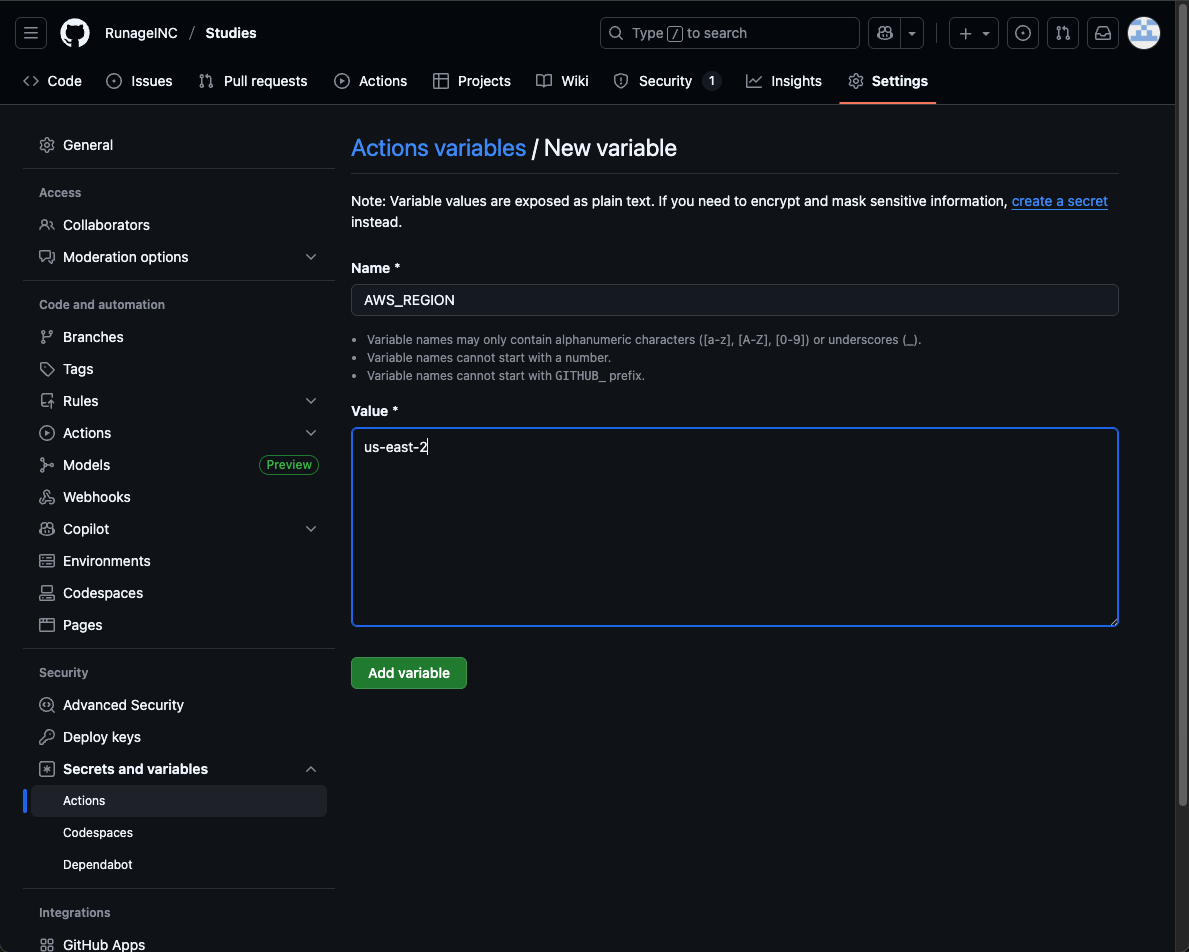 RunageINC / Studies
Type / to search
Code
Issues
Pull requests
Actions
Projects
Wiki
Security 1
Insights
Settings
General
Access
Collaborators
Moderation options
Code and automation
Branches
Tags
Rules
Actions
Models Preview
Webhooks
Copilot
Environments
Codespaces
Pages
Security
Advanced Security
Deploy keys
Secrets and variables
Actions
Codespaces
Dependabot
Integrations
GitHub Apps
Actions variables / New variable
Note: Variable values are exposed as plain text. If you need to encrypt and mask sensitive information, create a secret
instead.
Name *
AWS_REGION
• Variable names may only contain alphanumeric characters ([a-z], [A-Z], [0-9]) or underscores (_).
• Variable names cannot start with a number.
• Variable names cannot start with GITHUB_ prefix.
Value *
us-east-2
Add variable